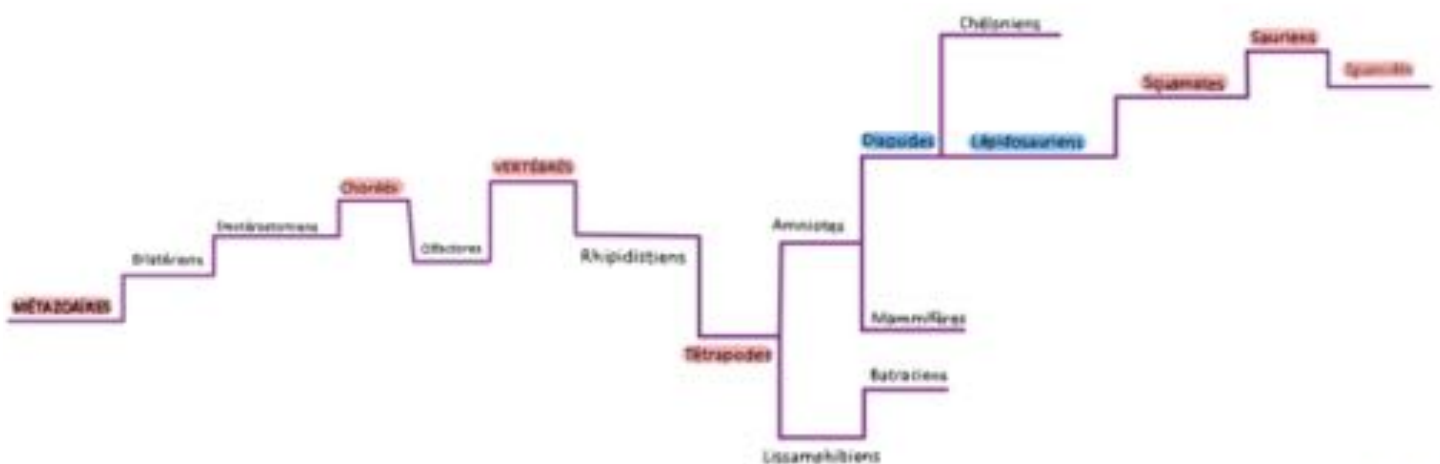 MÉTAZOAIRES
Bilatériens
Deutérostomiens
Chordés
Olfactores
VERTÉBRÉS
Rhipidistiens
Tétrapodes
Amniotes
Lissamphibiens
Batraciens
Mammifères
Diapsides
Chéloniens
Lépidosauriens
Squamates
Sauriens